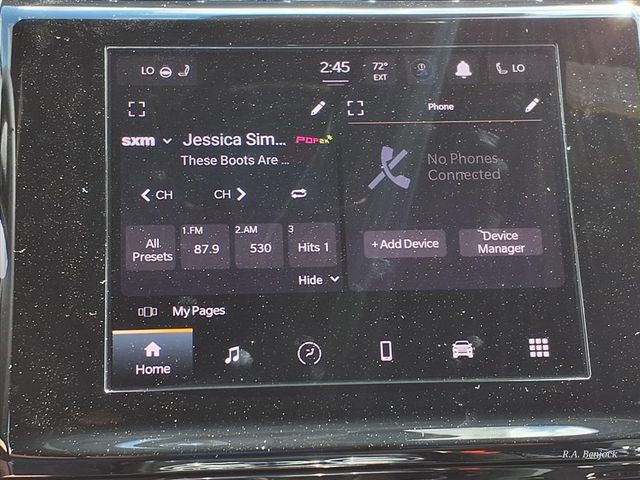 LO
2:45
72°
EXT
LO
Phone
sxm Jessica Sim...
POP2K
These Boots Are ...
No Phones
Connected
CH
CH
All
Presets
1.FM
87.9
2.AM
530
3
Hits 1
+ Add Device
Device
Manager
Hide
My Pages
Home
R.A. Benjock